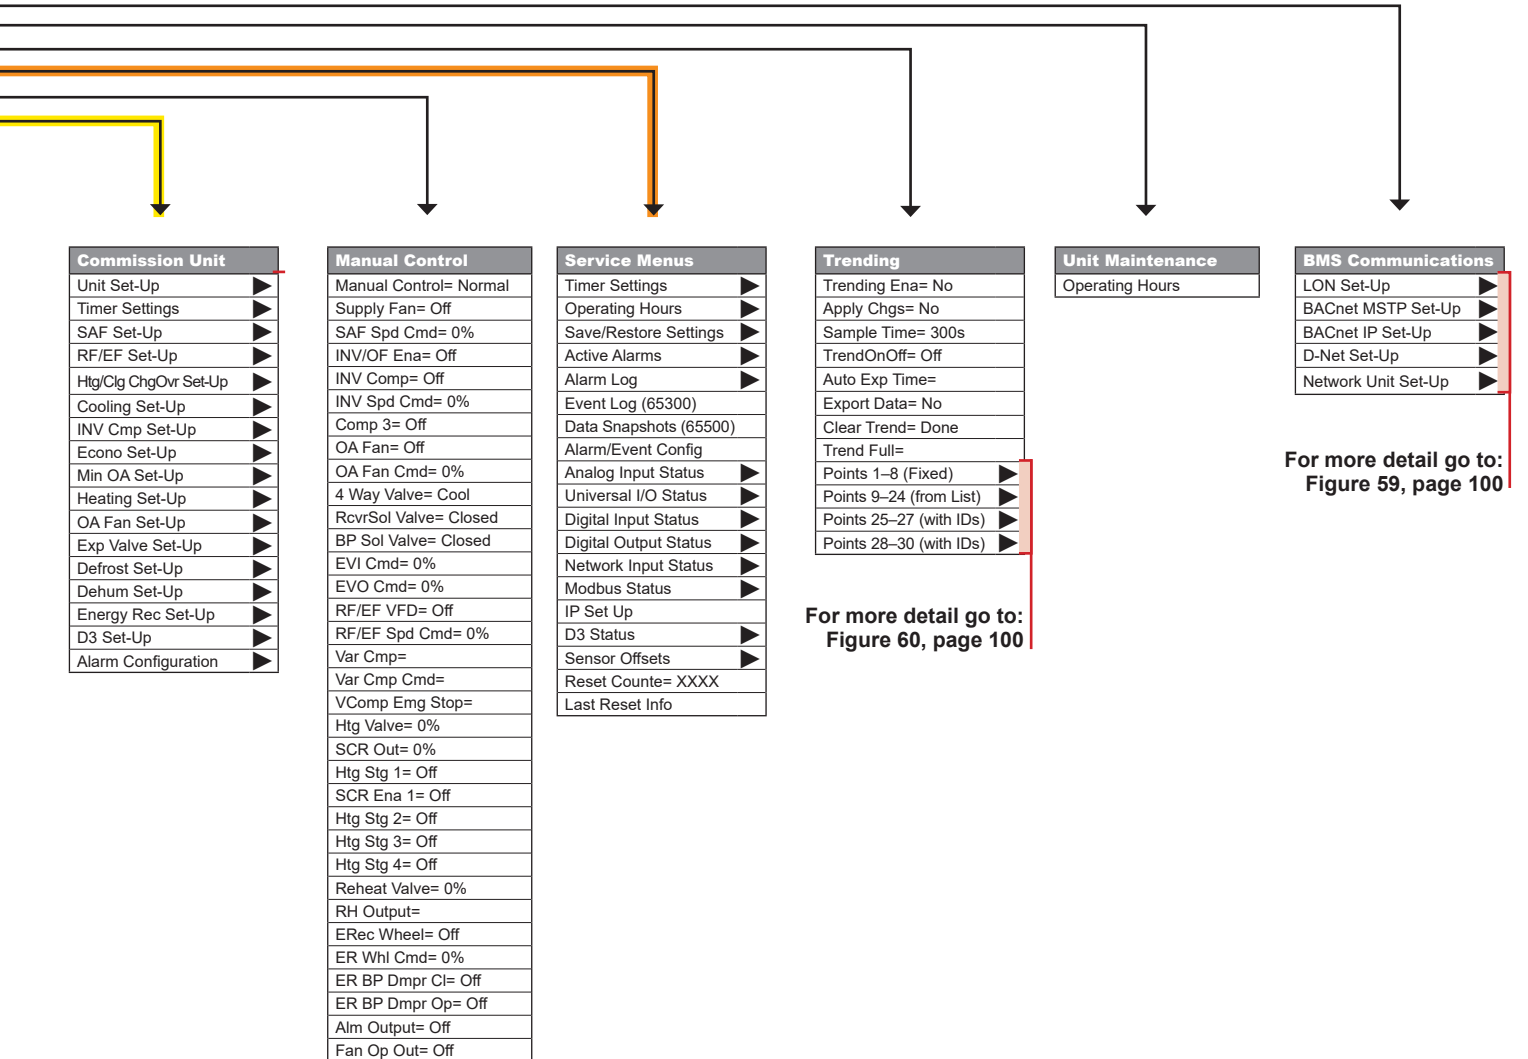 Commission Unit
Unit Set-Up
Timer Settings
SAF Set-Up
RF/EF Set-Up
Htg/Clg ChgOvr Set-Up
Cooling Set-Up
INV Cmp Set-Up
Econo Set-Up
Min OA Set-Up
Heating Set-Up
OA Fan Set-Up
Exp Valve Set-Up
Defrost Set-Up
Dehum Set-Up
Energy Rec Set-Up
D3 Set-Up
Alarm Configuration
Manual Control
Manual Control= Normal
Supply Fan= Off
SAF Spd Cmd= 0%
INV/OF Ena= Off
INV Comp= Off
INV Spd Cmd= 0%
Comp 3= Off
OA Fan= Off
OA Fan Cmd= 0%
4 Way Valve= Cool
RcvrSol Valve= Closed
BP Sol Valve= Closed
EVI Cmd= 0%
EVO Cmd= 0%
RF/EF VFD= Off
RF/EF Spd Cmd= 0%
Var Cmp=
Var Cmp Cmd=
VComp Emg Stop=
Htg Valve= 0%
SCR Out= 0%
Htg Stg 1= Off
SCR Ena 1= Off
Htg Stg 2= Off
Htg Stg 3= Off
Htg Stg 4= Off
Reheat Valve= 0%
RH Output=
ERec Wheel= Off
ER Whl Cmd= 0%
ER BP Dmpr Cl= Off
ER BP Dmpr Op= Off
Alm Output= Off
Fan Op Out= Off
Service Menus
Timer Settings
Operating Hours
Save/Restore Settings
Active Alarms
Alarm Log
Event Log (65300)
Data Snapshots (65500)
Alarm/Event Config
Analog Input Status
Universal I/O Status
Digital Input Status
Digital Output Status
Network Input Status
Modbus Status
IP Set Up
D3 Status
Sensor Offsets
Reset Counte= XXXX
Last Reset Info
Trending
Trending Ena= No
Apply Chgs= No
Sample Time= 300s
TrendOnOff= Off
Auto Exp Time=
Export Data= No
Clear Trend= Done
Trend Full=
Points 1–8 (Fixed)
Points 9–24 (from List)
Points 25–27 (with IDs)
Points 28–30 (with IDs)
For more detail go to:
Figure 60, page 100
Unit Maintenance
Operating Hours
BMS Communications
LON Set-Up
BACnet MSTP Set-Up
BACnet IP Set-Up
D-Net Set-Up
Network Unit Set-Up
For more detail go to:
Figure 59, page 100